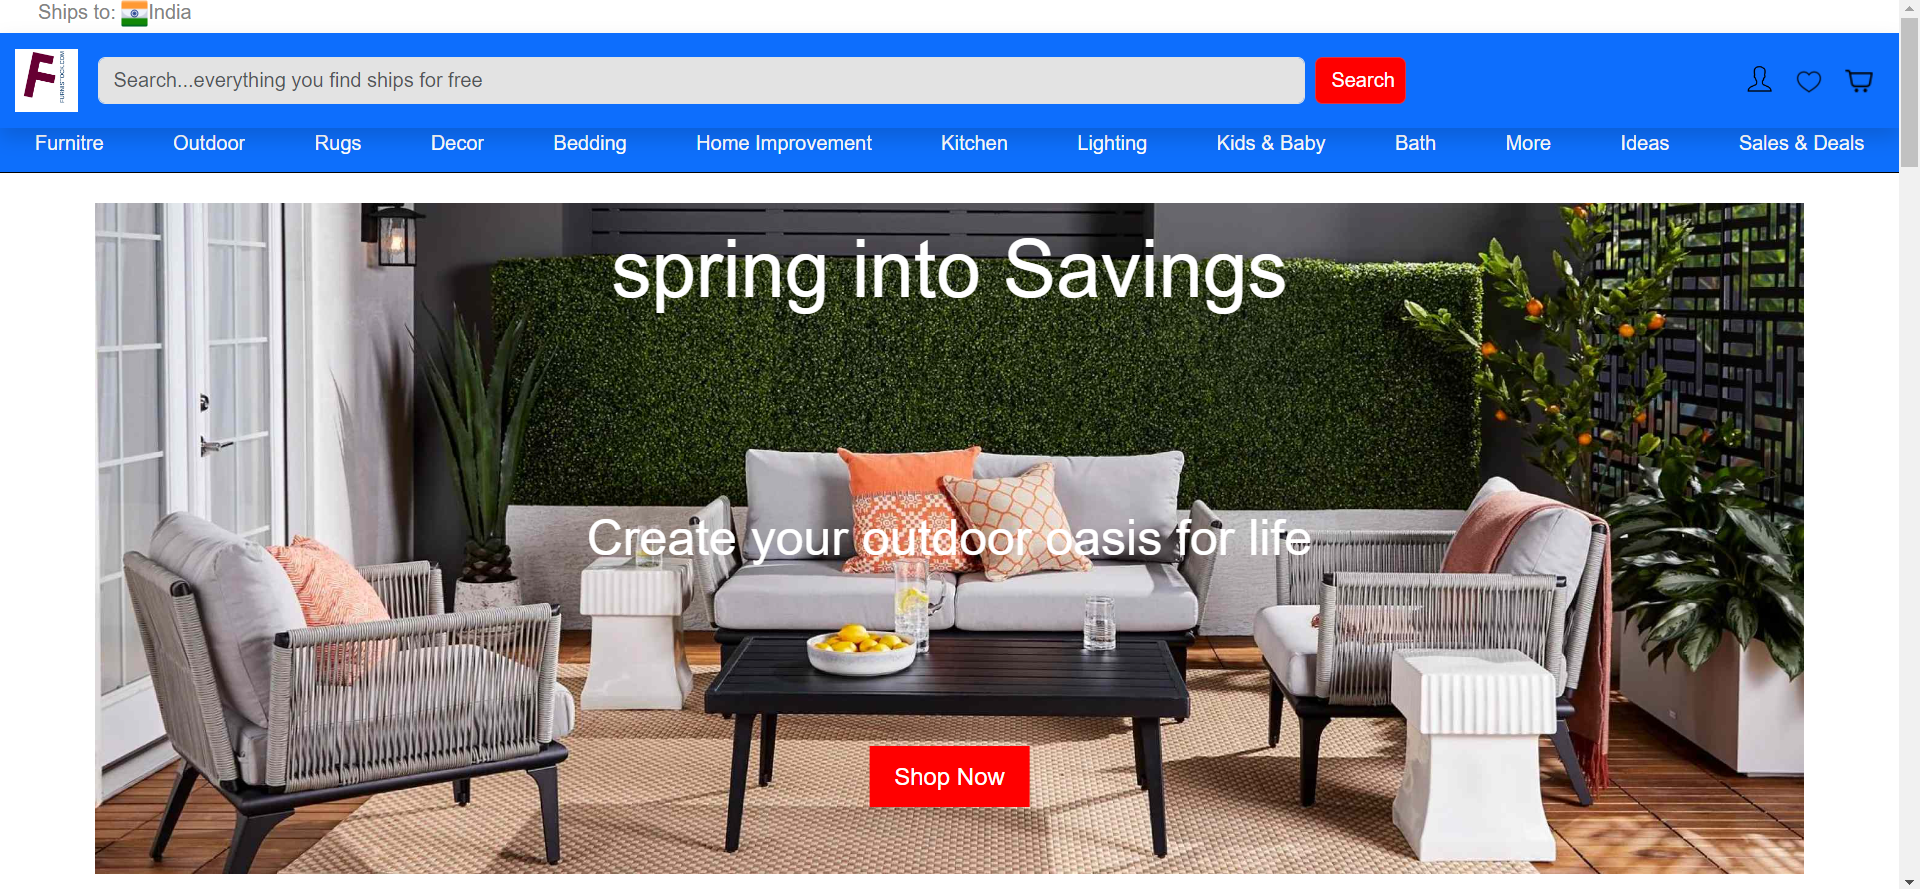 Ships to: India
F
FURNISTOCK.COM
Search...everything you find ships for free
Search
Furnitre Outdoor Rugs Decor Bedding Home Improvement Kitchen Lighting Kids & Baby Bath More Ideas Sales & Deals
spring into Savings
Create your outdoor oasis for life
Shop Now